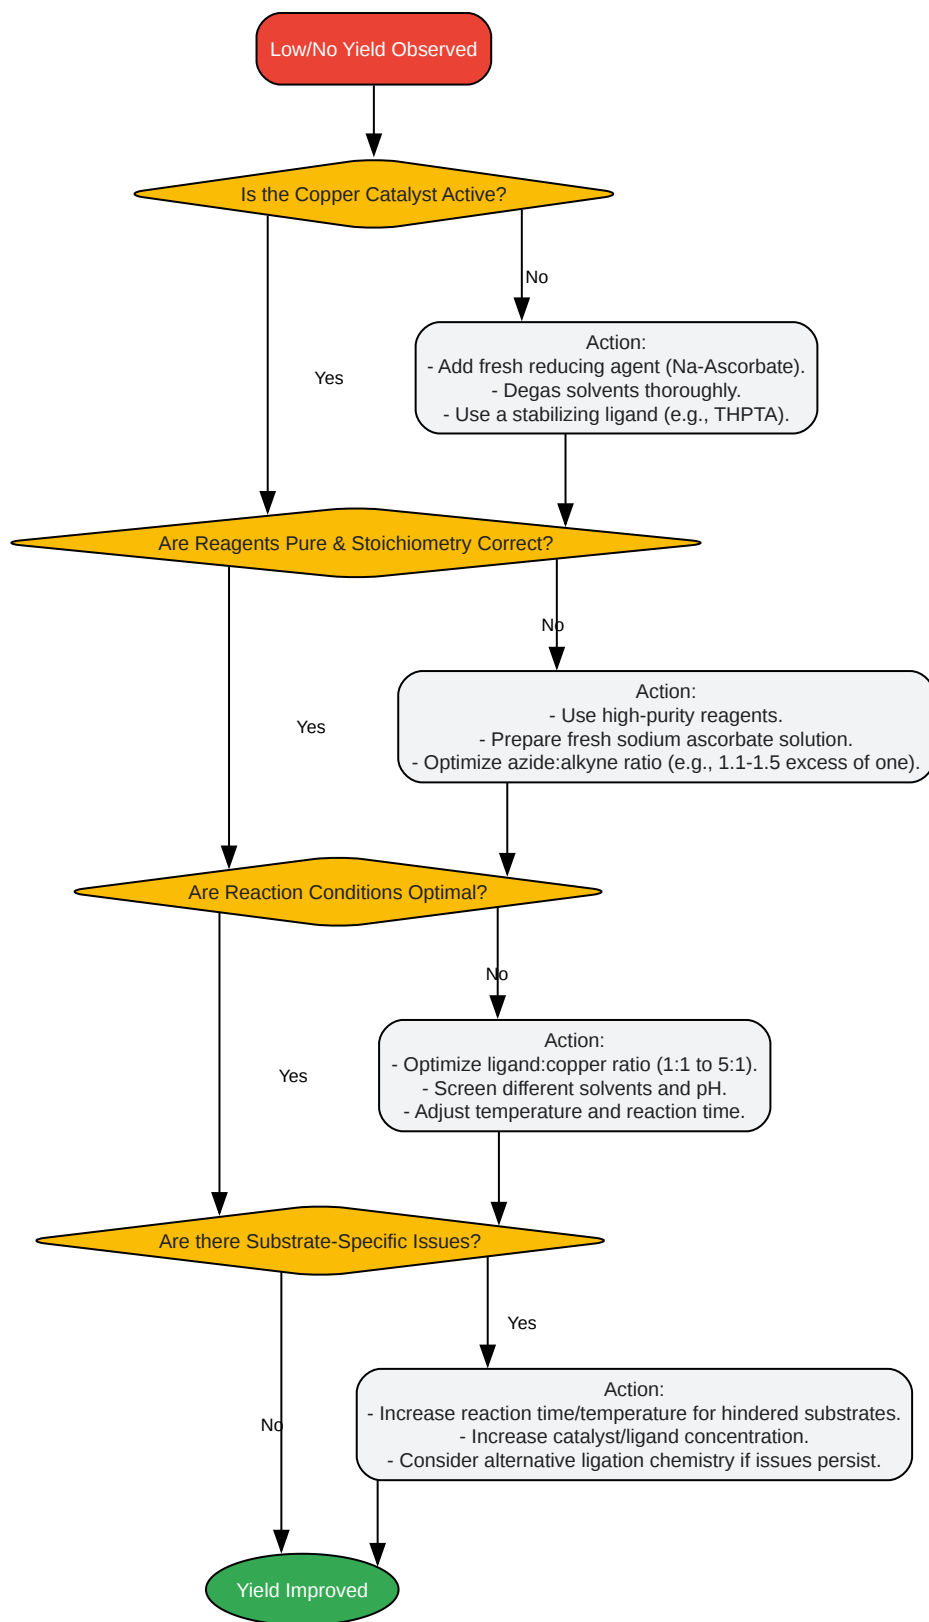 Low/No Yield Observed
Is the Copper Catalyst Active?
No
Action:
- Add fresh reducing agent (Na-Ascorbate).
- Degas solvents thoroughly.
- Use a stabilizing ligand (e.g., THPTA).
Yes
Are Reagents Pure & Stoichiometry Correct?
No
Action:
- Use high-purity reagents.
- Prepare fresh sodium ascorbate solution.
- Optimize azide:alkyne ratio (e.g., 1.1-1.5 excess of one).
Yes
Are Reaction Conditions Optimal?
No
Action:
- Optimize ligand:copper ratio (1:1 to 5:1).
- Screen different solvents and pH.
- Adjust temperature and reaction time.
Yes
Are there Substrate-Specific Issues?
Yes
Action:
- Increase reaction time/temperature for hindered substrates.
- Increase catalyst/ligand concentration.
- Consider alternative ligation chemistry if issues persist.
No
Yield Improved